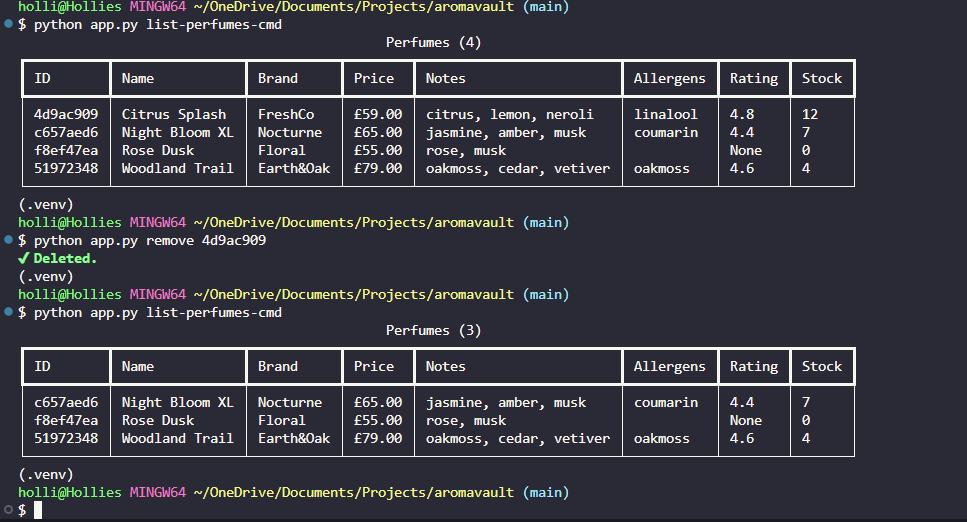 holli@Hollies MINGW64 ~/OneDrive/Documents/Projects/aromavault (main)
$ python app.py list-perfumes-cmd
Perfumes (4)
ID Name Brand Price Notes Allergens Rating Stock
4d9ac909 Citrus Splash FreshCo £59.00 citrus, lemon, neroli linalool 4.8 12
c657aed6 Night Bloom XL Nocturne £65.00 jasmine, amber, musk coumarin 4.4 7
f8ef47ea Rose Dusk Floral £55.00 rose, musk None 0
51972348 Woodland Trail Earth&Oak £79.00 oakmoss, cedar, vetiver oakmoss 4.6 4
(.venv)
holli@Hollies MINGW64 ~/OneDrive/Documents/Projects/aromavault (main)
$ python app.py remove 4d9ac909
✔ Deleted.
(.venv)
holli@Hollies MINGW64 ~/OneDrive/Documents/Projects/aromavault (main)
$ python app.py list-perfumes-cmd
Perfumes (3)
ID Name Brand Price Notes Allergens Rating Stock
c657aed6 Night Bloom XL Nocturne £65.00 jasmine, amber, musk coumarin 4.4 7
f8ef47ea Rose Dusk Floral £55.00 rose, musk None 0
51972348 Woodland Trail Earth&Oak £79.00 oakmoss, cedar, vetiver oakmoss 4.6 4
(.venv)
holli@Hollies MINGW64 ~/OneDrive/Documents/Projects/aromavault (main)
$